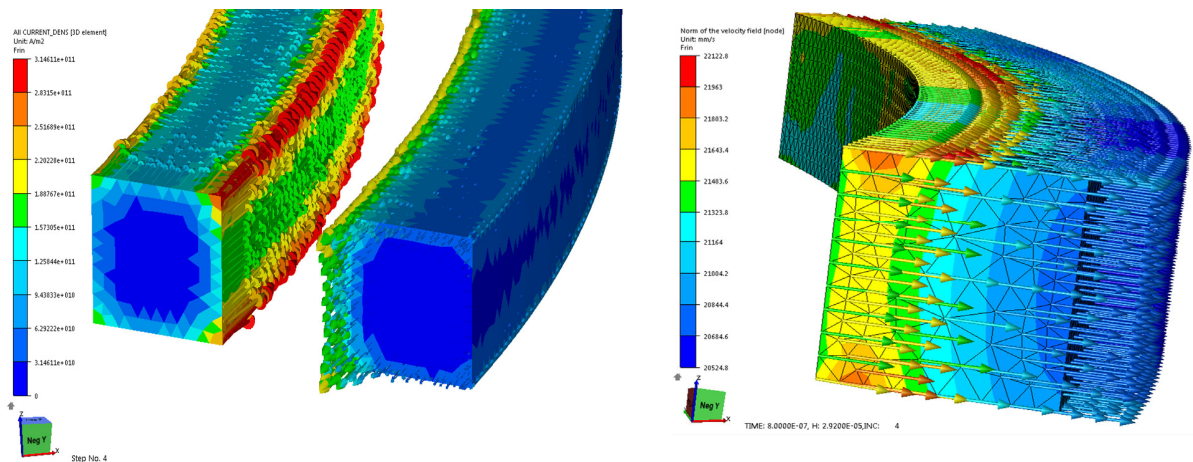 All CURRENT_DENS [3D element]
Unit: A/m2
Frin
3.14611e+011
2.8315e+011
2.51689e+011
2.20228e+011
1.88767e+011
1.57305e+011
1.25844e+011
9.43833e+010
6.29222e+010
3.14611e+010
0
Z
Neg Y
X
Step No. 4
Norm of the velocity field [node]
Unit: mm/s
Frin
22122.8
21963
21803.2
21643.4
21483.6
21323.8
21164
21004.2
20844.4
20684.6
20524.8
Z
Neg Y
X
TIME: 8.0000E-07, H: 2.9200E-05,INC: 4